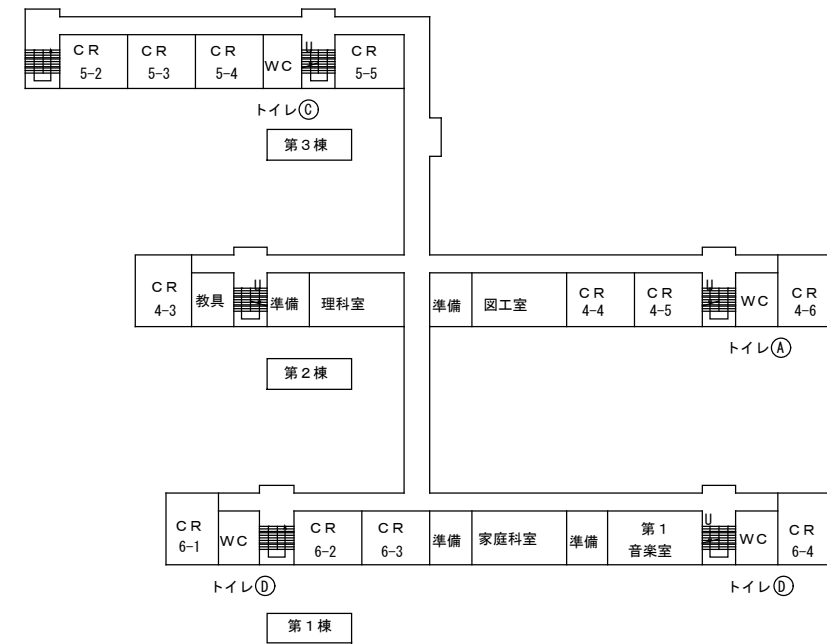 CR 5-2
CR 5-3
CR 5-4
WC
U
CR 5-5
トイレⒸ
第3棟
CR 4-3
教具
U
準備
理科室
準備
図工室
CR 4-4
CR 4-5
U
WC
CR 4-6
トイレⒶ
第2棟
CR 6-1
WC
CR 6-2
CR 6-3
準備
家庭科室
準備
第1音楽室
U
WC
CR 6-4
トイレⒹ
トイレⒹ
第1棟